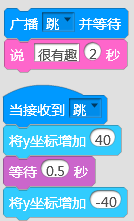 广播 跳 并等待
说 很有趣 2 秒
当接收到 跳
将y坐标增加 40
等待 0.5 秒
将y坐标增加 -40